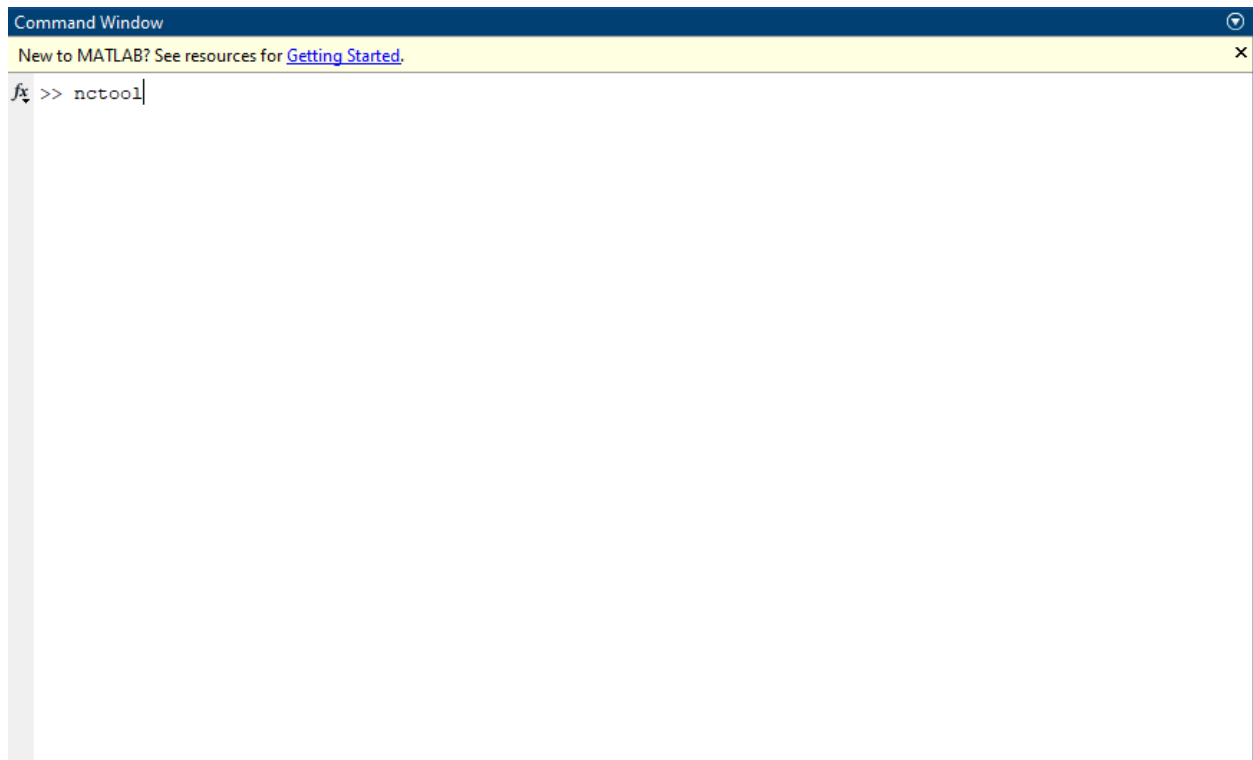 Command Window
New to MATLAB? See resources for Getting Started.
fx >> nctool